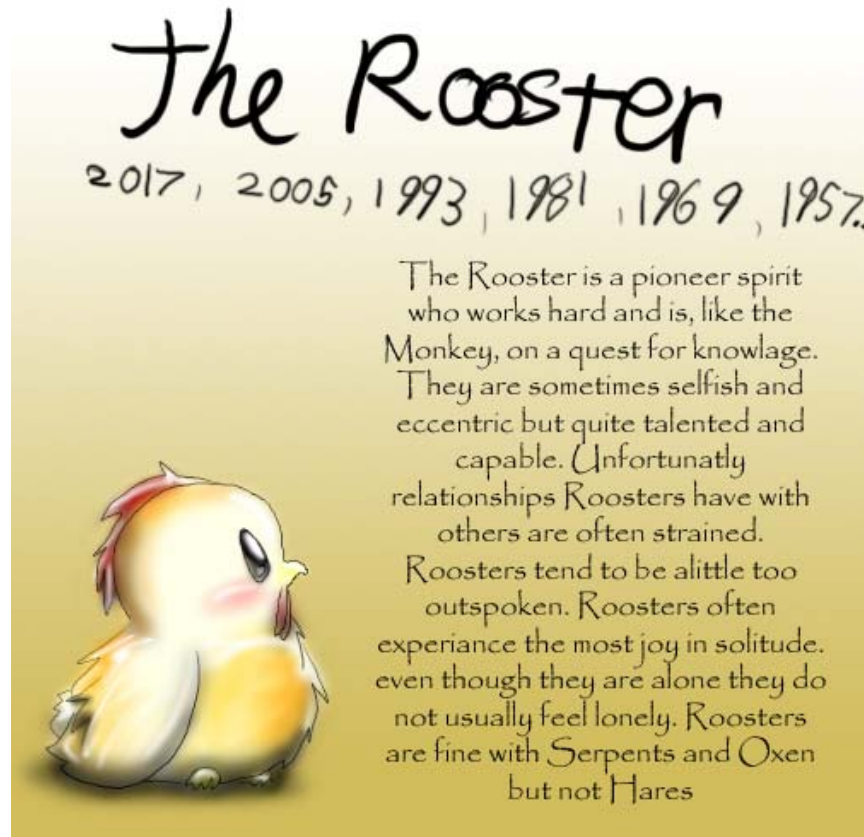 The Rooster
2017, 2005, 1993, 1981, 1969, 1957..
The Rooster is a pioneer spirit
who works hard and is, like the
Monkey, on a quest for knowlage.
They are sometimes selfish and
eccentric but quite talented and
capable. Unfortunatly
relationships Roosters have with
others are often strained.
Roosters tend to be alittle too
outspoken. Roosters often
experiance the most joy in solitude.
even though they are alone they do
not usually feel lonely. Roosters
are fine with Serpents and Oxen
but not Hares